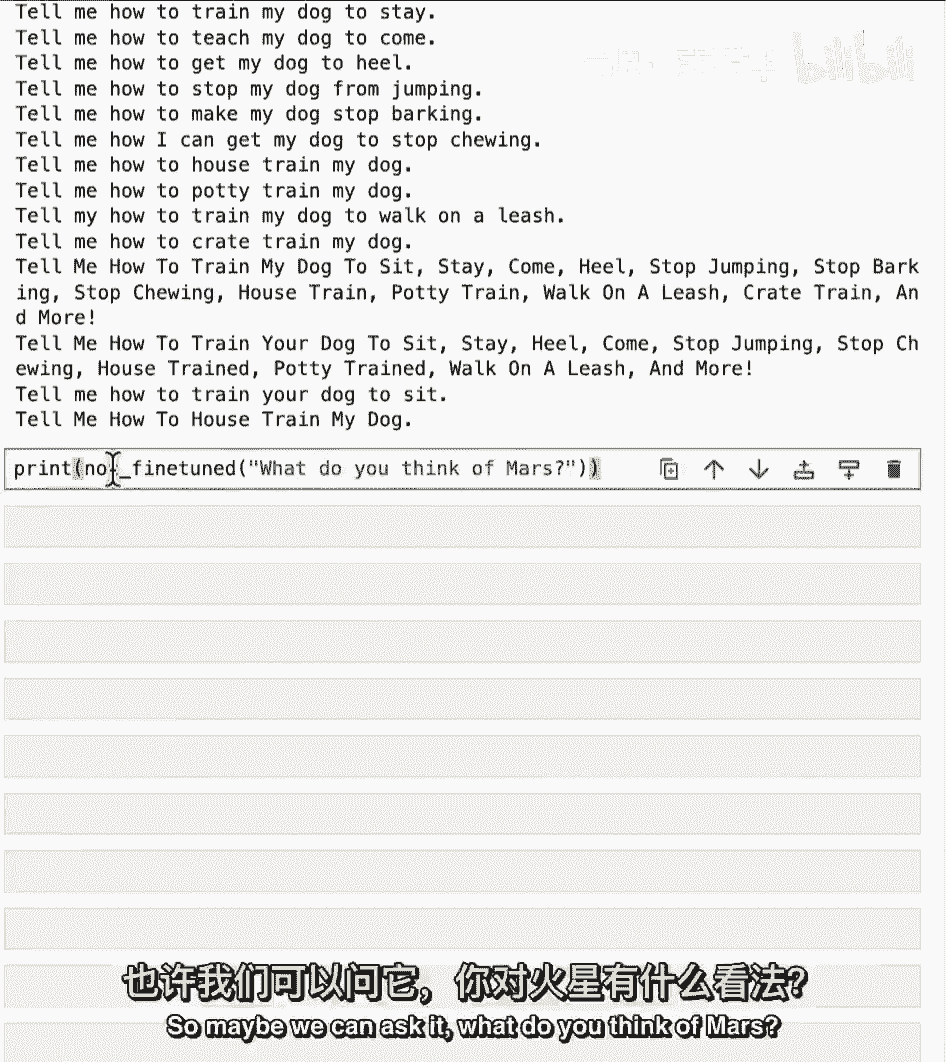 Tell me how to train my dog to stay.
Tell me how to teach my dog to come.
Tell me how to get my dog to heel.
Tell me how to stop my dog from jumping.
Tell me how to make my dog stop barking.
Tell me how I can get my dog to stop chewing.
Tell me how to house train my dog.
Tell me how to potty train my dog.
Tell my how to train my dog to walk on a leash.
Tell me how to crate train my dog.
Tell Me How To Train My Dog To Sit, Stay, Come, Heel, Stop Jumping, Stop Bark
ing, Stop Chewing, House Train, Potty Train, Walk On A Leash, Crate Train, An
d More!
Tell Me How To Train Your Dog To Sit, Stay, Heel, Come, Stop Jumping, Stop Ch
ewing, House Trained, Potty Trained, Walk On A Leash, And More!
Tell me how to train your dog to sit.
Tell Me How To House Train My Dog.
print(non_finetuned("What do you think of Mars?"))
也许我们可以问它，你对火星有什么看法？
So maybe we can ask it, what do you think of Mars?
bilibili